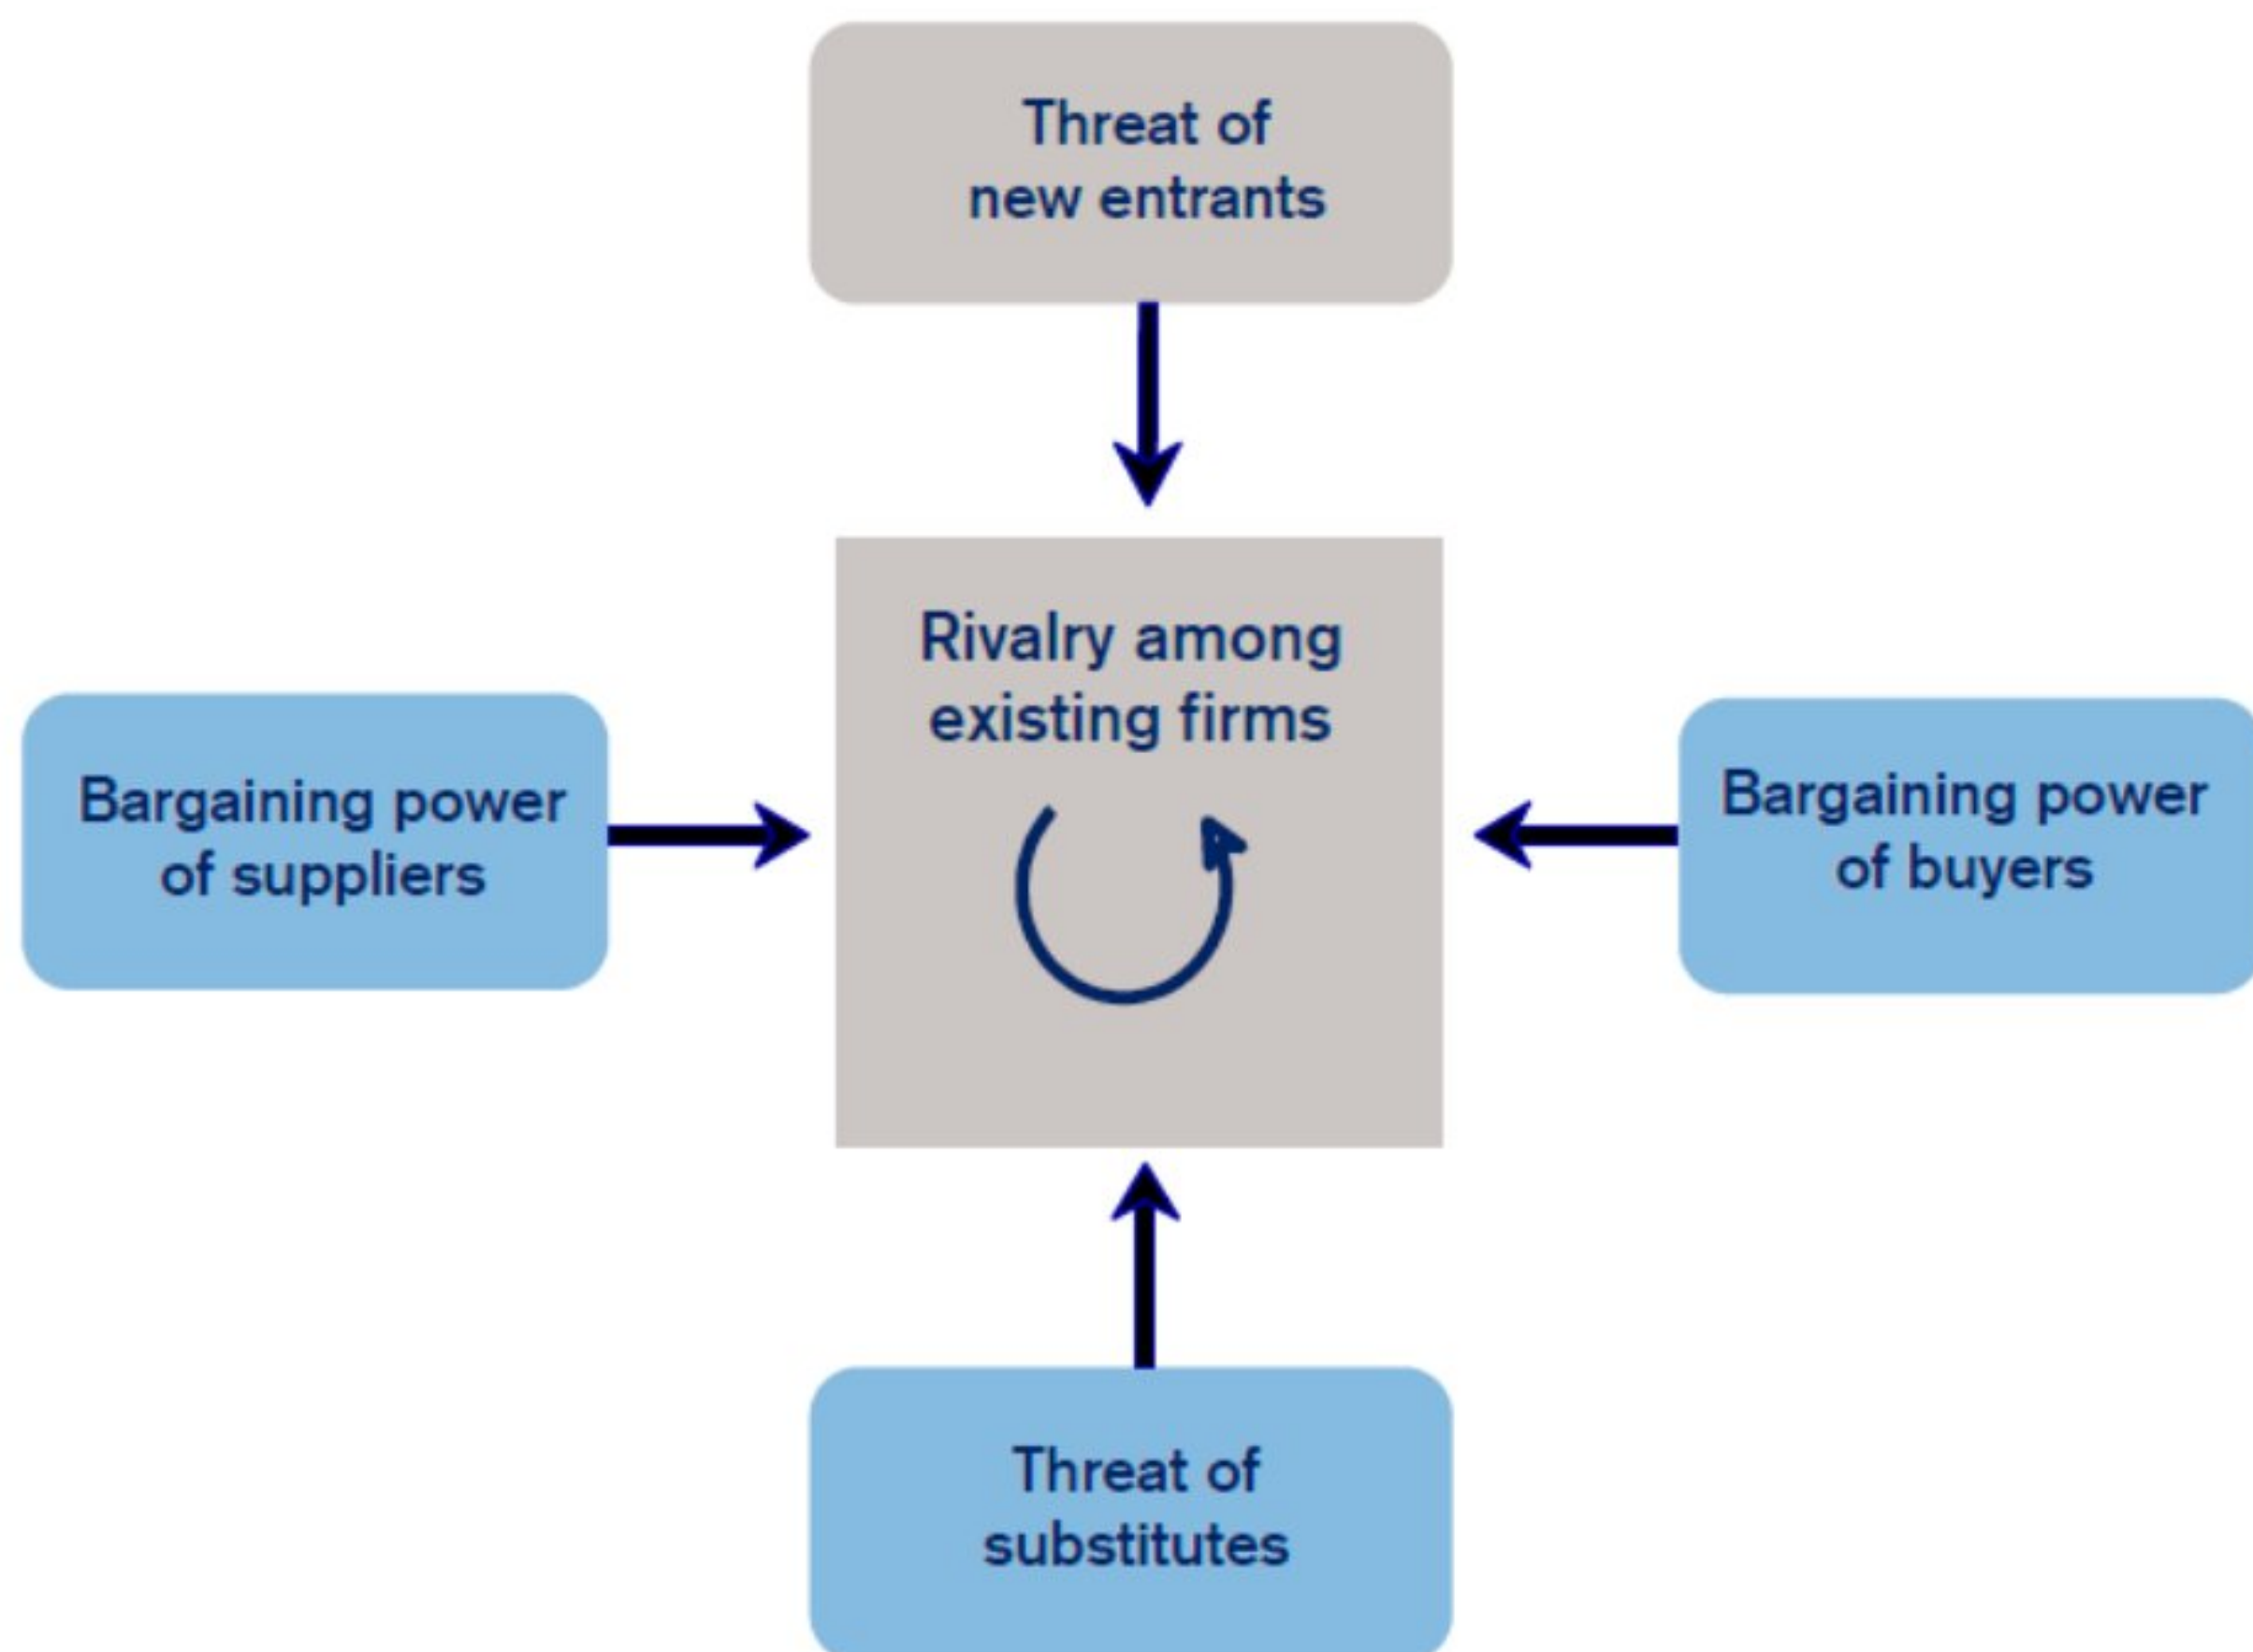 Threat of
new entrants
Rivalry among
existing firms
Bargaining power
of suppliers
Bargaining power
of buyers
Threat of
substitutes